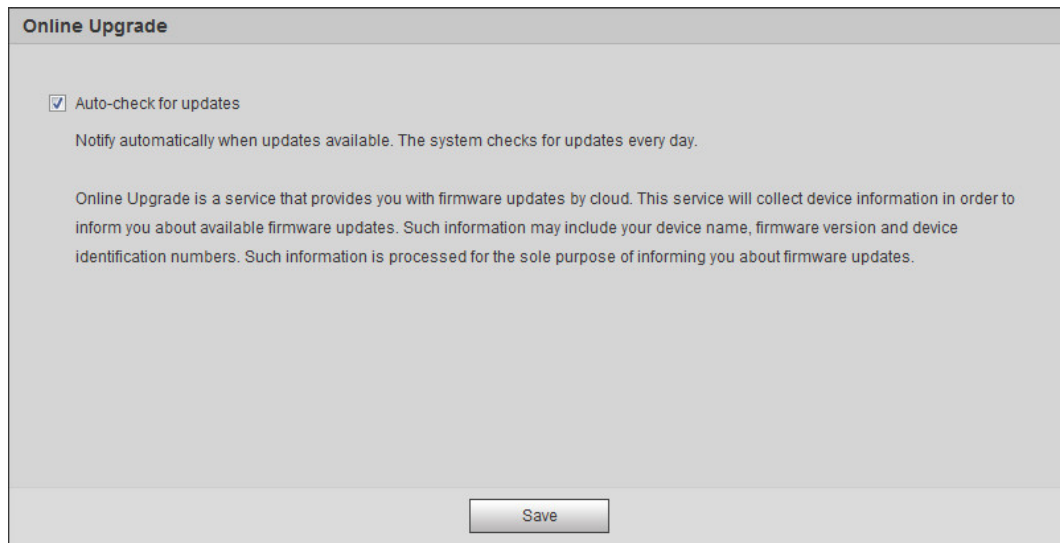 Online Upgrade
Auto-check for updates
Notify automatically when updates available. The system checks for updates every day.
Online Upgrade is a service that provides you with firmware updates by cloud. This service will collect device information in order to
inform you about available firmware updates. Such information may include your device name, firmware version and device
identification numbers. Such information is processed for the sole purpose of informing you about firmware updates.
Save